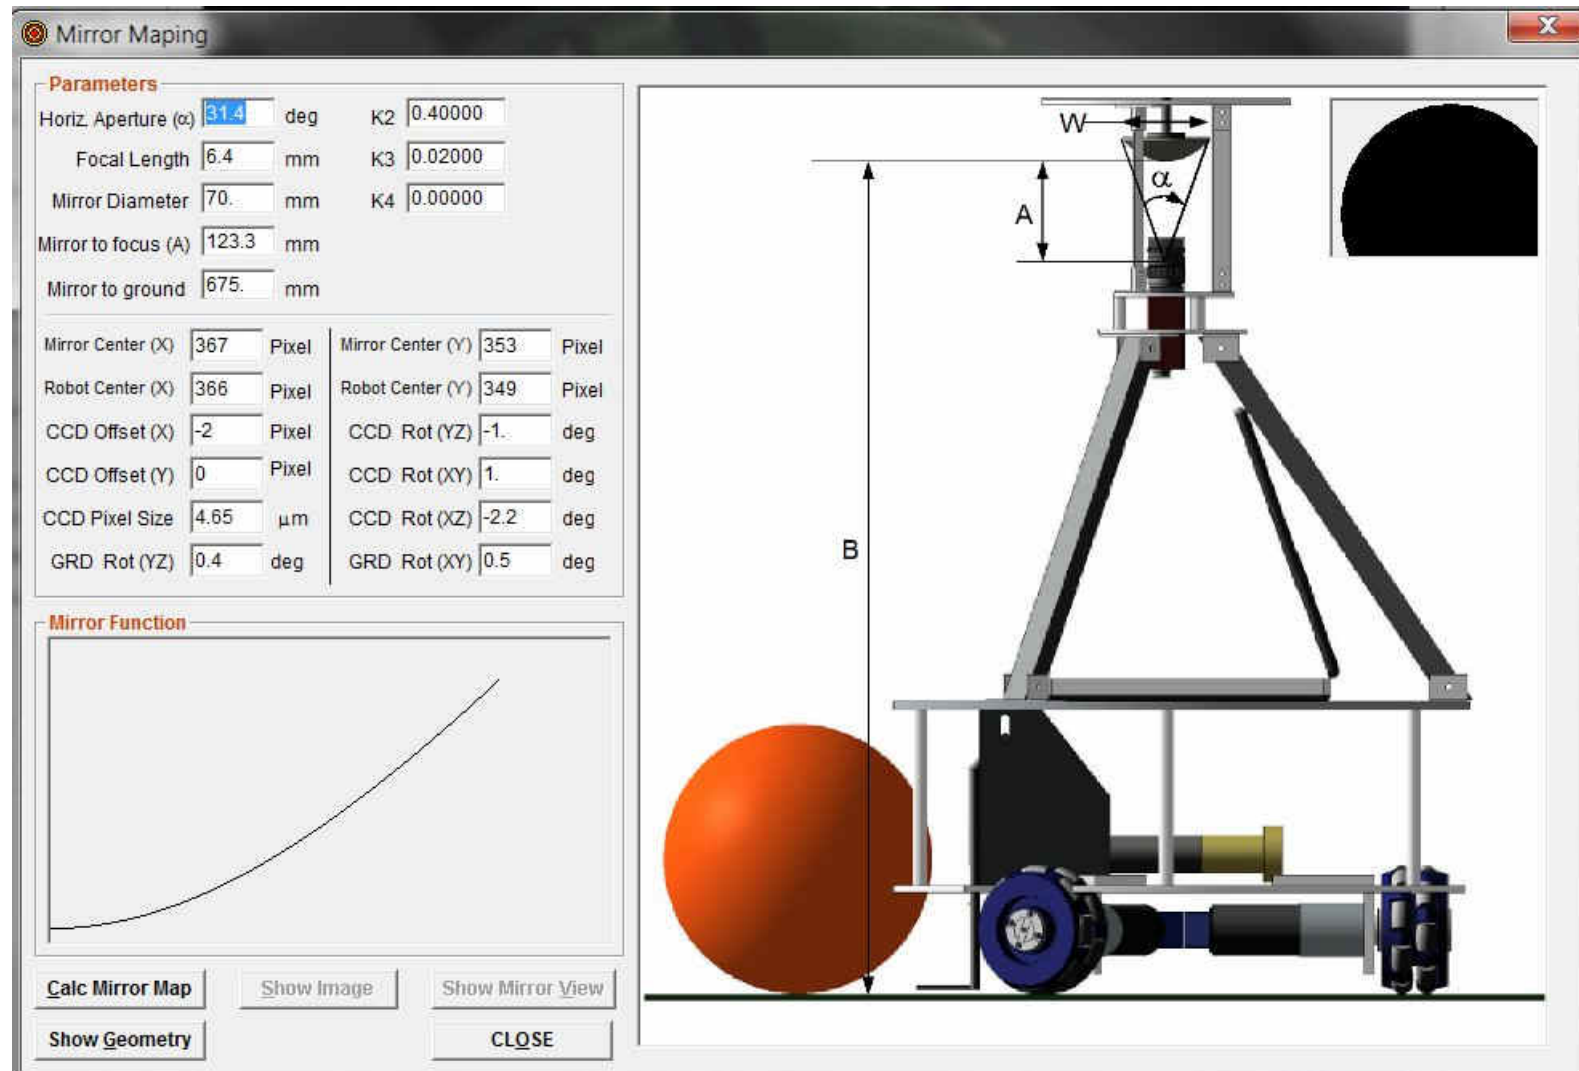 Mirror Maping
Parameters
Horiz. Aperture (α) 31.4 deg K2 0.40000
Focal Length 6.4 mm K3 0.02000
Mirror Diameter 70. mm K4 0.00000
Mirror to focus (A) 123.3 mm
Mirror to ground 675. mm
Mirror Center (X) 367 Pixel Mirror Center (Y) 353 Pixel
Robot Center (X) 366 Pixel Robot Center (Y) 349 Pixel
CCD Offset (X) -2 Pixel CCD Rot (YZ) -1. deg
CCD Offset (Y) 0 Pixel CCD Rot (XY) 1. deg
CCD Pixel Size 4.65 μm CCD Rot (XZ) -2.2 deg
GRD Rot (YZ) 0.4 deg GRD Rot (XY) 0.5 deg
Mirror Function
Calc Mirror Map Show Image Show Mirror View
Show Geometry CLOSE
W
α
A
B